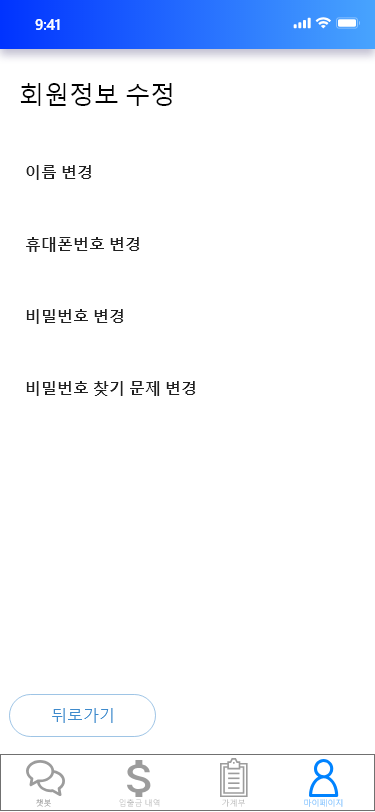 9:41
회원정보 수정
이름 변경
휴대폰번호 변경
비밀번호 변경
비밀번호 찾기 문제 변경
뒤로가기
챗봇
입출금 내역
가계부
마이페이지